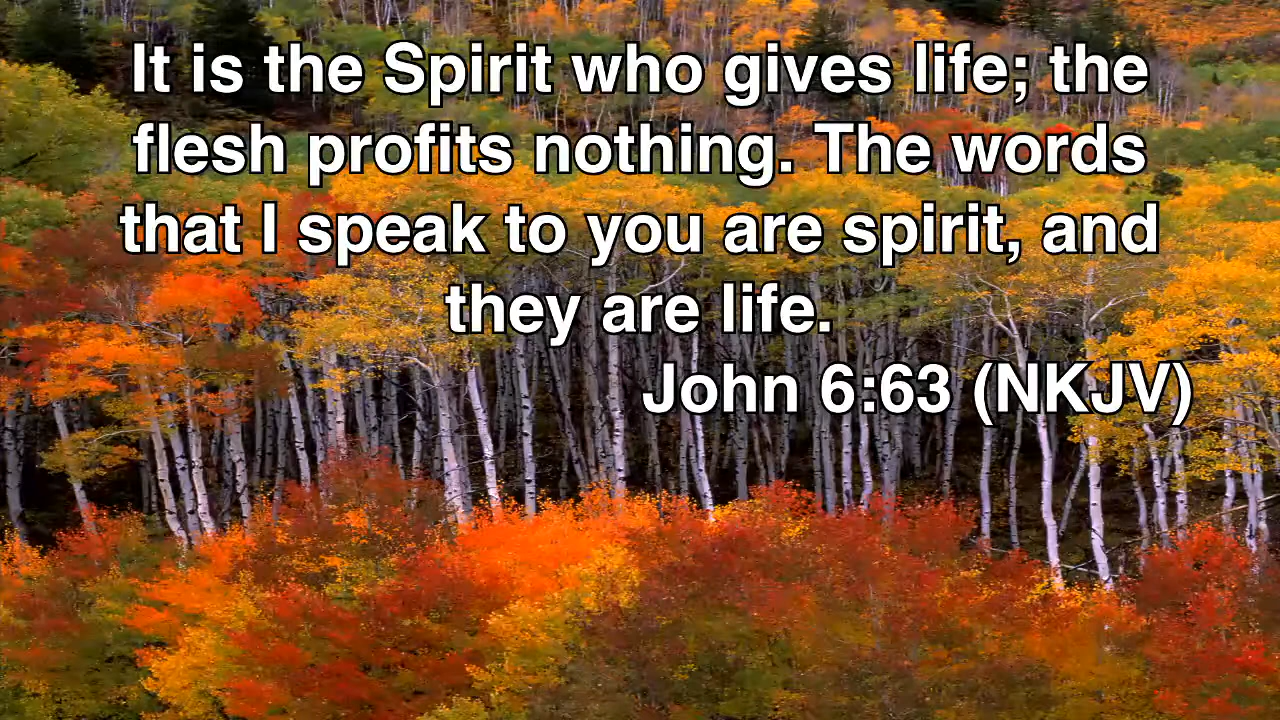 It is the Spirit who gives life; the
flesh profits nothing. The words
that I speak to you are spirit, and
they are life.
John 6:63 (NKJV)